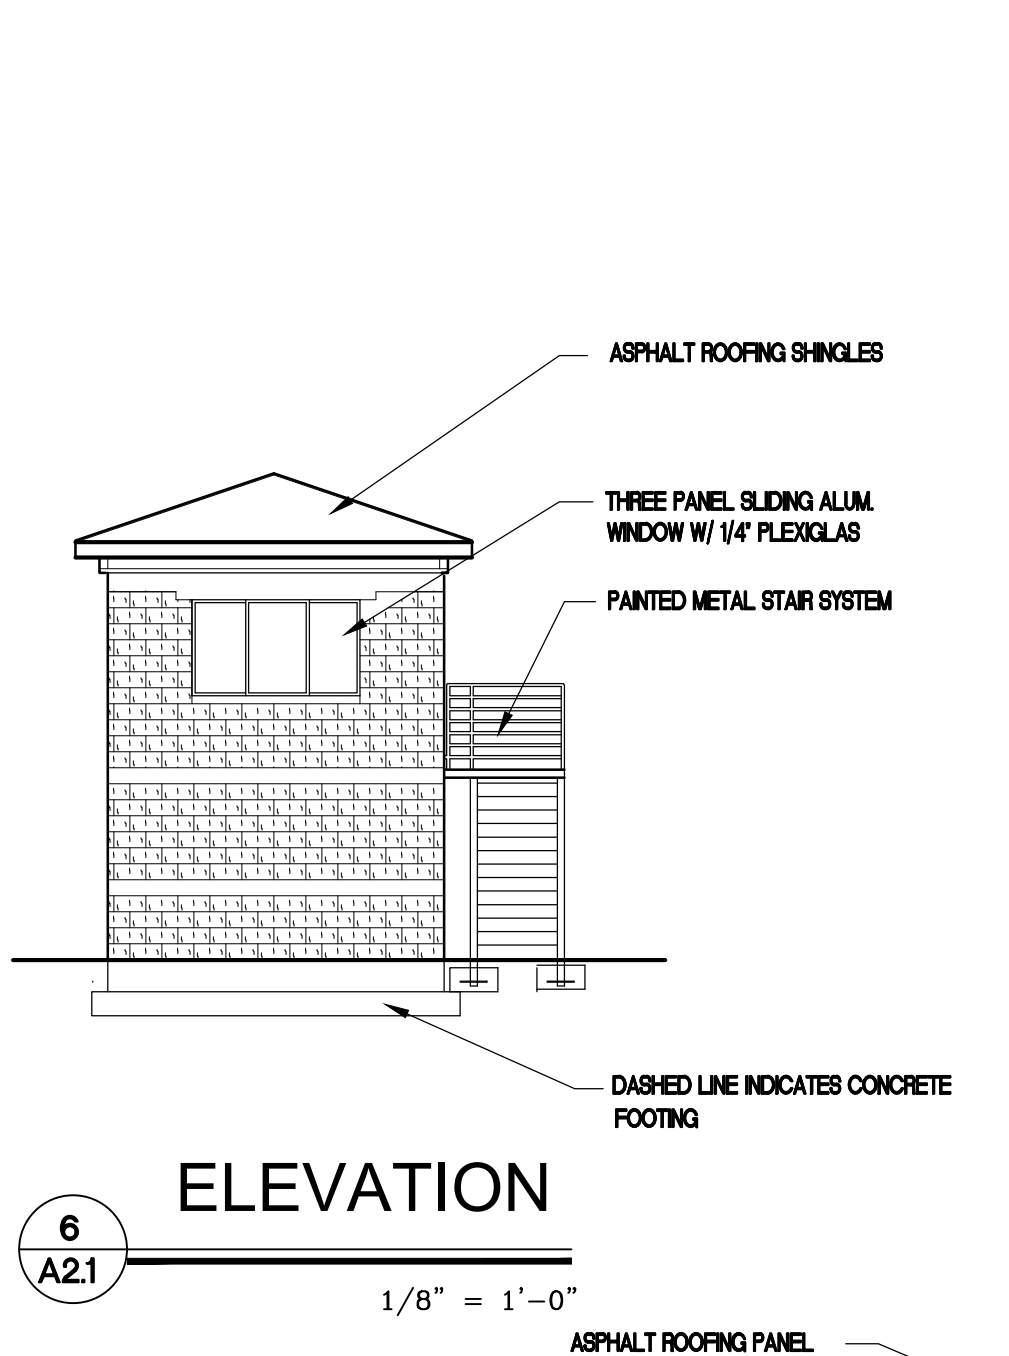 ASPHALT ROOFING SHINGLES
THREE PANEL SLIDING ALUM.
WINDOW W/ 1/4" PLEXIGLAS
PAINTED METAL STAIR SYSTEM
DASHED LINE INDICATES CONCRETE
FOOTING
ELEVATION
6
A2.1
1/8" = 1'-0"
ASPHALT ROOFING PANEL